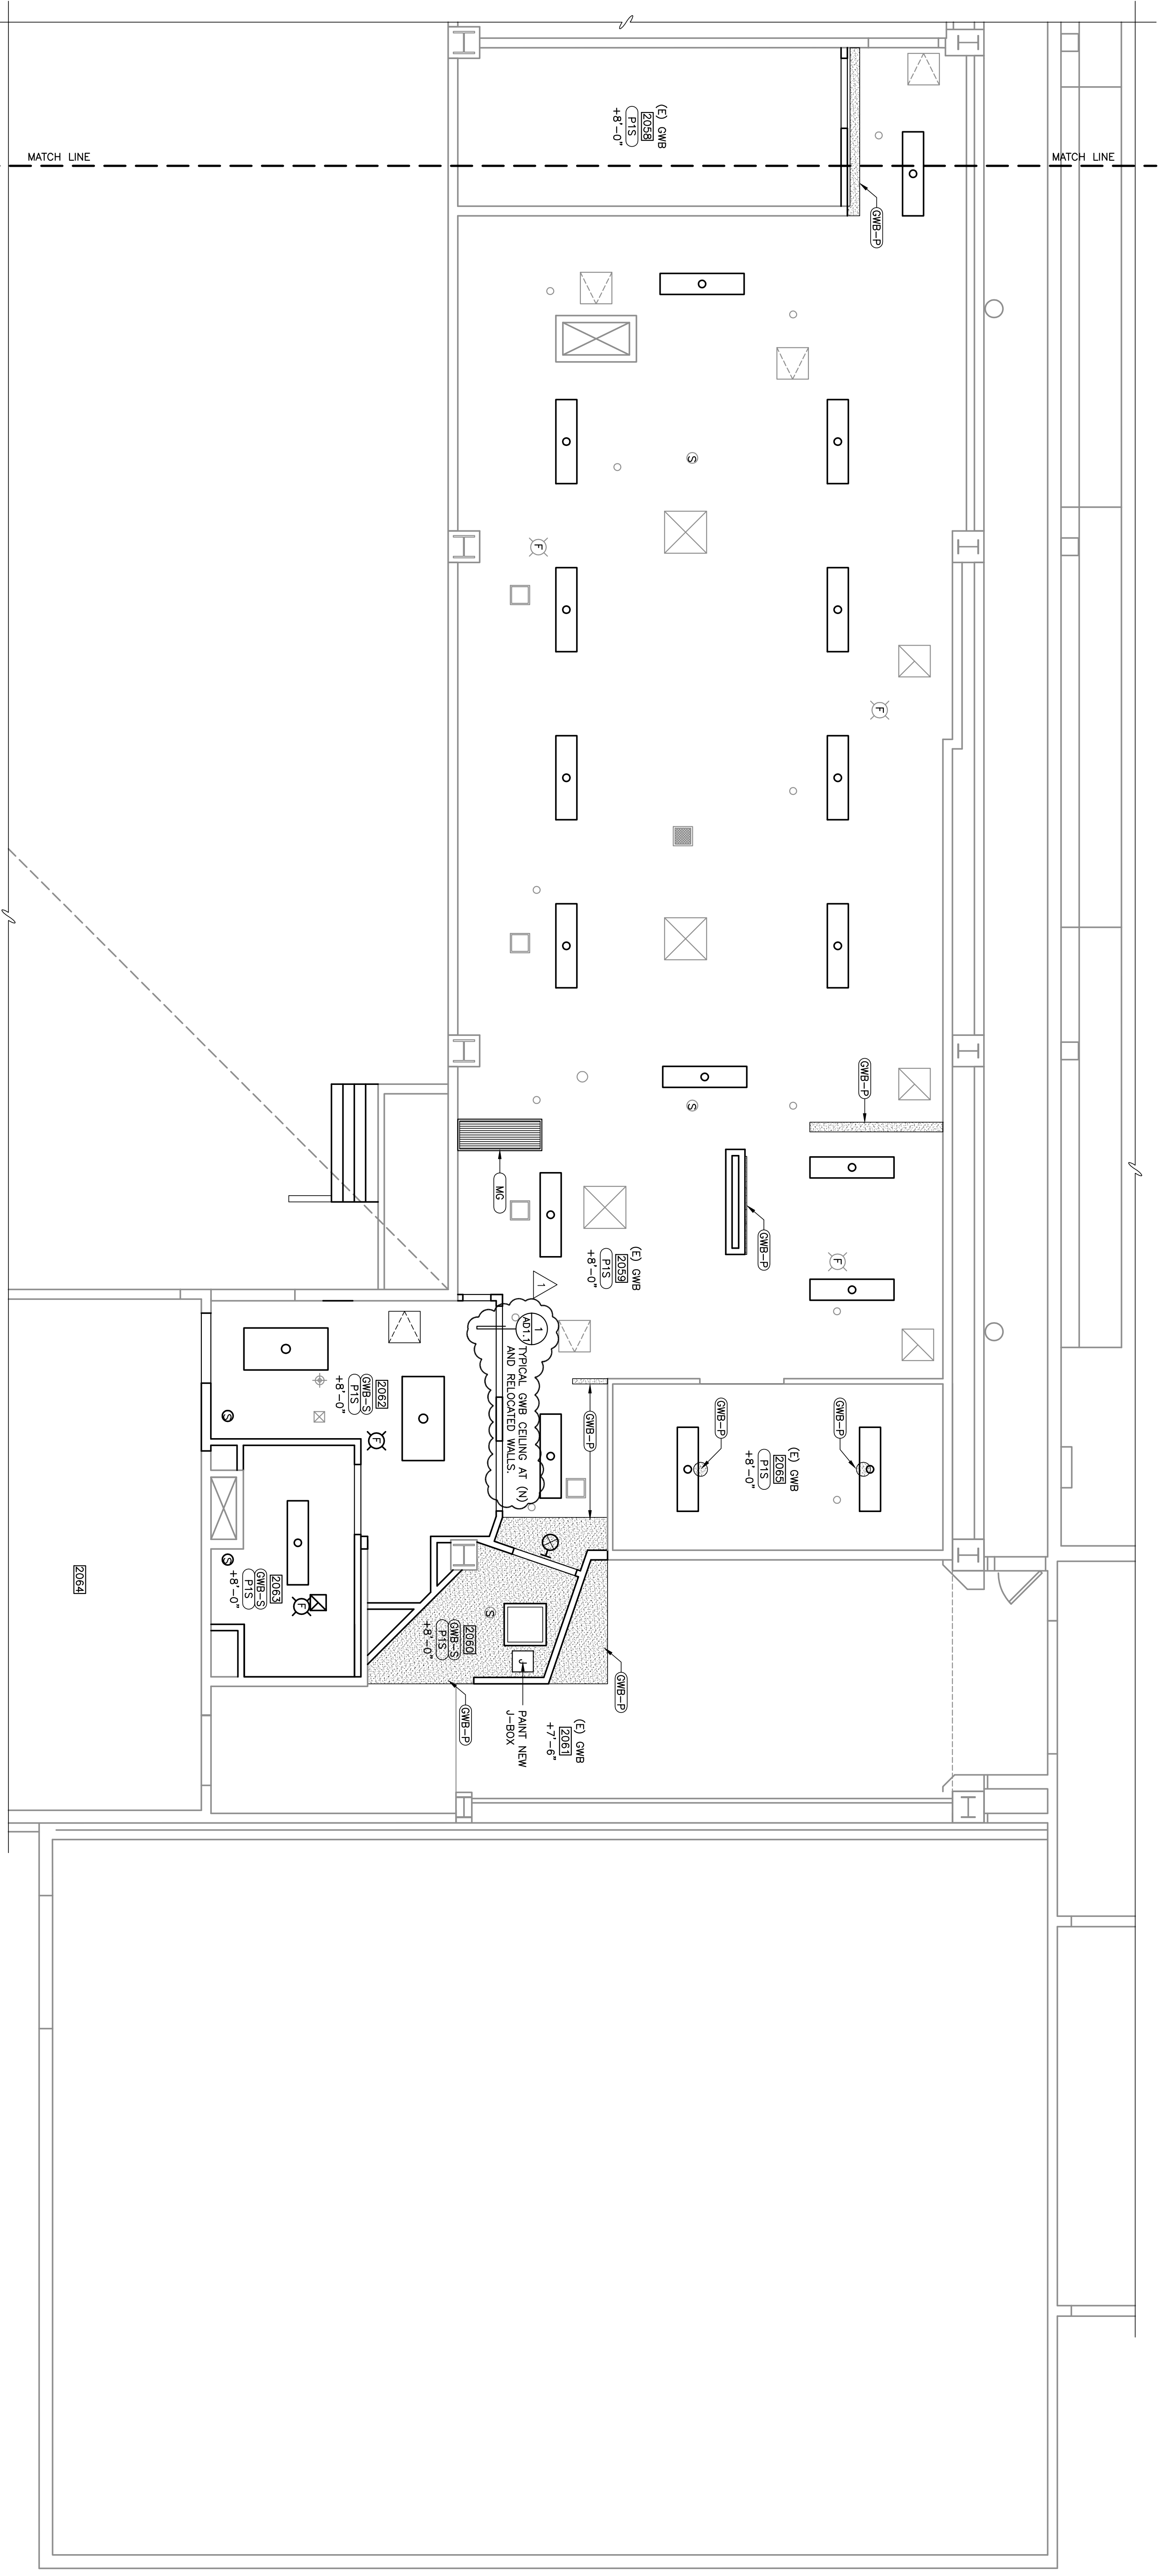 MATCH LINE
MATCH LINE
(E) GWB
2058
P1S
+8'-0"
GWB-P
S
F
F
GWB-P
S
MG
GWB-P
(E) GWB
2059
P1S
+8'-0"
F
1
1
AD1.1
TYPICAL GWB CEILING AT (N)
AND RELOCATED WALLS.
GWB-P
GWB-P
GWB-P
(E) GWB
2065
P1S
+8'-0"
2062
GWB-S
P1S
+8'-0"
S
F
2063
GWB-S
P1S
+8'-0"
S
F
2064
S
2060
GWB-S
P1S
+8'-0"
J
GWB-P
GWB-P
PAINT NEW
J-BOX
(E) GWB
2061
+7'-6"